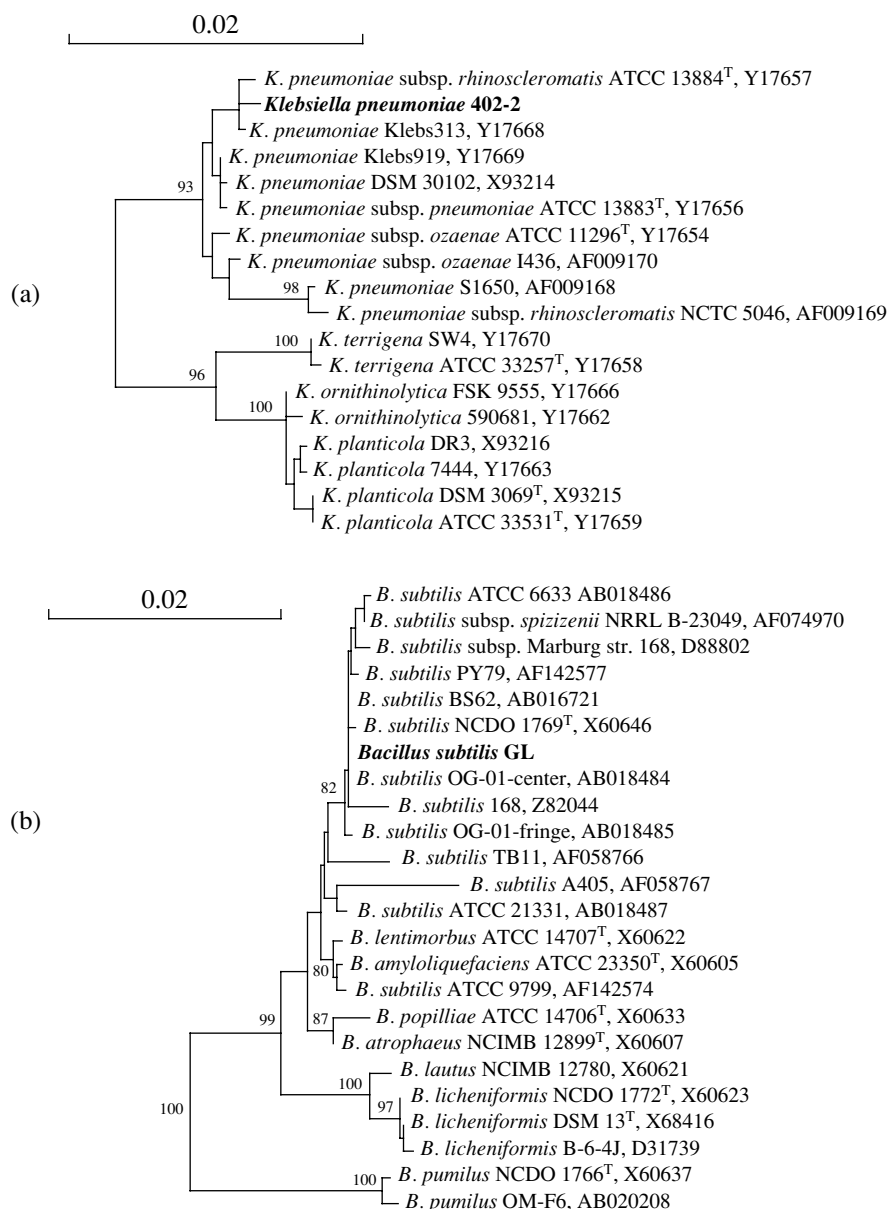 0.02
K. pneumoniae subsp. rhinoscleromatis ATCC 13884ᵀ, Y17657
Klebsiella pneumoniae 402-2
K. pneumoniae Klebs313, Y17668
K. pneumoniae Klebs919, Y17669
93
K. pneumoniae DSM 30102, X93214
K. pneumoniae subsp. pneumoniae ATCC 13883ᵀ, Y17656
K. pneumoniae subsp. ozaenae ATCC 11296ᵀ, Y17654
K. pneumoniae subsp. ozaenae I436, AF009170
(a)
98
K. pneumoniae S1650, AF009168
K. pneumoniae subsp. rhinoscleromatis NCTC 5046, AF009169
K. terrigena SW4, Y17670
100
K. terrigena ATCC 33257ᵀ, Y17658
96
K. ornithinolytica FSK 9555, Y17666
100
K. ornithinolytica 590681, Y17662
K. planticola DR3, X93216
K. planticola 7444, Y17663
K. planticola DSM 3069ᵀ, X93215
K. planticola ATCC 33531ᵀ, Y17659
0.02
B. subtilis ATCC 6633 AB018486
B. subtilis subsp. spizizenii NRRL B-23049, AF074970
B. subtilis subsp. Marburg str. 168, D88802
B. subtilis PY79, AF142577
B. subtilis BS62, AB016721
B. subtilis NCDO 1769ᵀ, X60646
Bacillus subtilis GL
B. subtilis OG-01-center, AB018484
82
B. subtilis 168, Z82044
(b)
B. subtilis OG-01-fringe, AB018485
B. subtilis TB11, AF058766
B. subtilis A405, AF058767
B. subtilis ATCC 21331, AB018487
B. lentimorbus ATCC 14707ᵀ, X60622
B. amyloliquefaciens ATCC 23350ᵀ, X60605
80
B. subtilis ATCC 9799, AF142574
B. popilliae ATCC 14706ᵀ, X60633
87
99
B. atrophaeus NCIMB 12899ᵀ, X60607
B. lautus NCIMB 12780, X60621
100
B. licheniformis NCDO 1772ᵀ, X60623
97
B. licheniformis DSM 13ᵀ, X68416
100
B. licheniformis B-6-4J, D31739
B. pumilus NCDO 1766ᵀ, X60637
100
B. pumilus OM-F6, AB020208